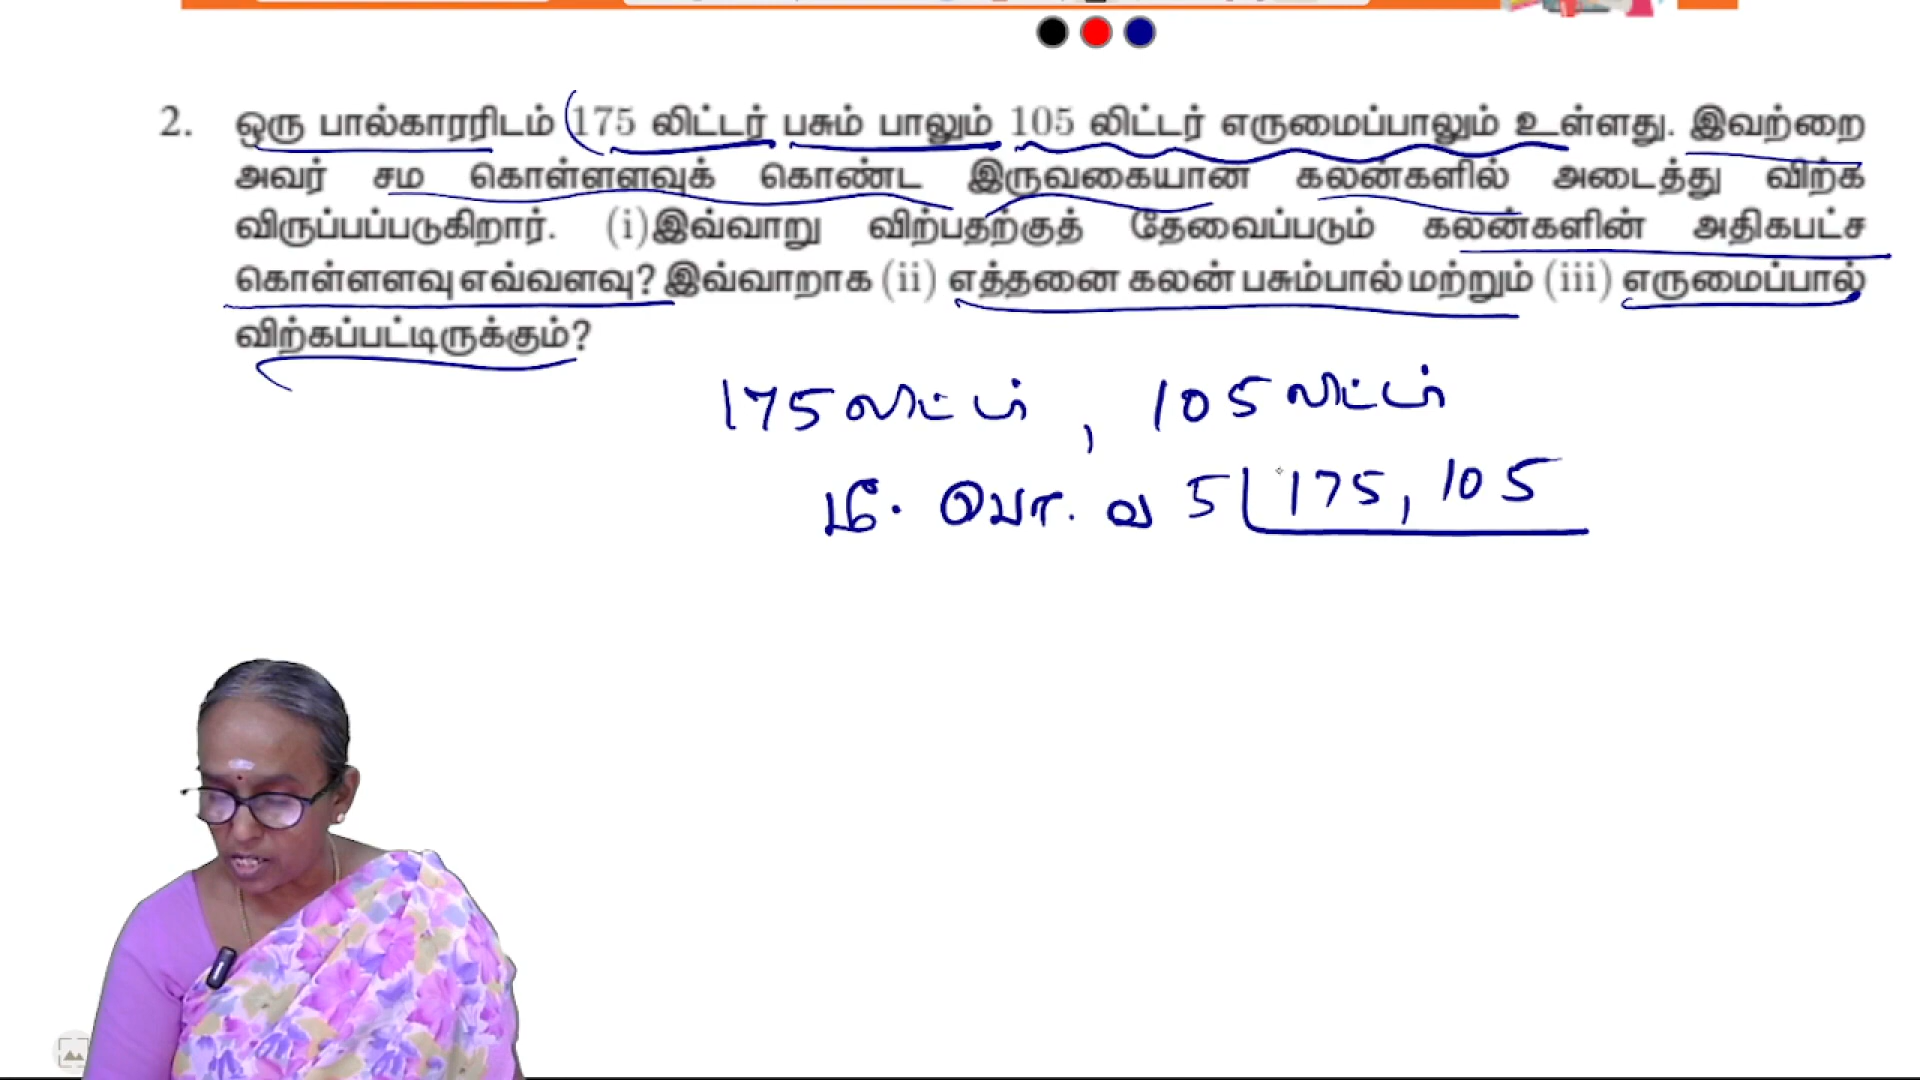 2. ஒரு பால்காரரிடம் 175 லிட்டர் பசும் பாலும் 105 லிட்டர் எருமைப்பாலும் உள்ளது. இவற்றை
அவர் சம கொள்ளளவுக் கொண்ட இருவகையான கலன்களில் அடைத்து விற்க
விருப்பப்படுகிறார். (i)இவ்வாறு விற்பதற்குத் தேவைப்படும் கலன்களின் அதிகபட்ச
கொள்ளளவு எவ்வளவு? இவ்வாறாக (ii) எத்தனை கலன் பசும்பால் மற்றும் (iii) எருமைப்பால்
விற்கப்பட்டிருக்கும்?
175 லிட்டர், 105 லிட்டர்
மீ. பொ. வ 5 175, 105